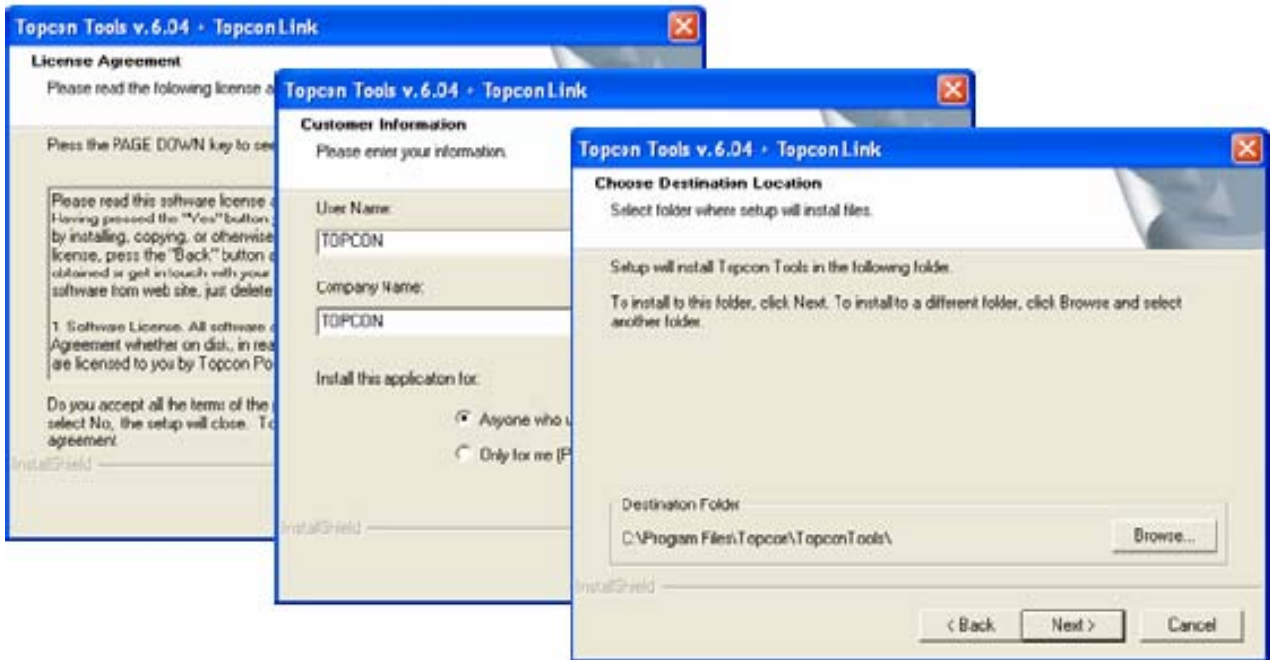 Topcon Tools v.6.04 + TopconLink
License Agreement
Please read the following license a
Press the PAGE DOWN key to see
Please read this software license a
Having pressed the "Yes" button
by installing, copying, or otherwise
license, press the "Back" button a
obtained or get in touch with your
software from web site, just delete
1. Software License. All software
Agreement whether on disk, in rea
are licensed to you by Topcon Po
Do you accept all the terms of the
select No, the setup will close. To
agreement
InstallShield
Topcon Tools v.6.04 + TopconLink
Customer Information
Please enter your information.
User Name:
TOPCON
Company Name:
TOPCON
Install this application for:
Anyone who u
Only for me (P
InstallShield
Topcon Tools v.6.04 + TopconLink
Choose Destination Location
Select folder where setup will install files.
Setup will install Topcon Tools in the following folder.
To install to this folder, click Next. To install to a different folder, click Browse and select
another folder.
Destination Folder
C:\Program Files\Topcon\TopconTools\
Browse...
InstallShield
< Back
Next >
Cancel